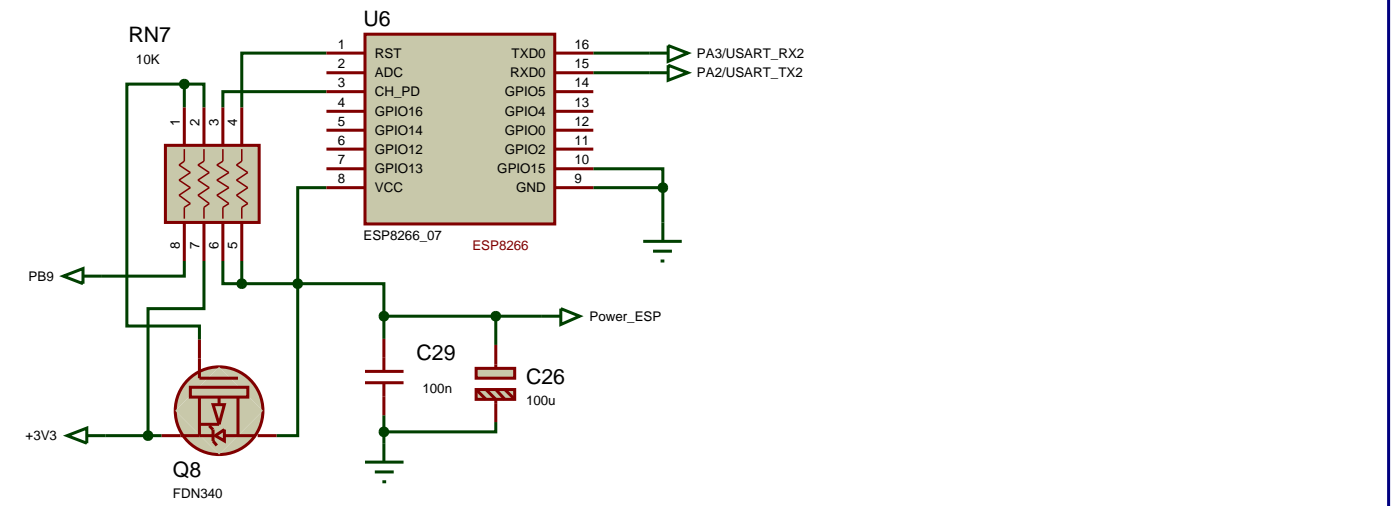 U6
RN7
10K
1 RST TXD0 16 PA3/USART_RX2
2 ADC RXD0 15 PA2/USART_TX2
3 CH_PD GPIO5 14
4 GPIO16 GPIO4 13
5 GPIO14 GPIO0 12
6 GPIO12 GPIO2 11
7 GPIO13 GPIO15 10
8 VCC GND 9
1 2 3 4
8 7 6 5
ESP8266_07 ESP8266
PB9
Power_ESP
C29
100n
C26
100u
+3V3
Q8
FDN340